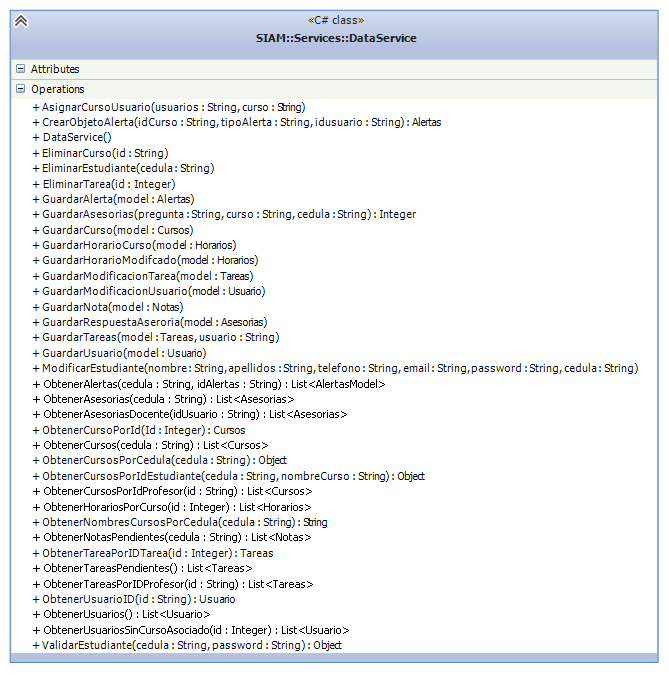 «C# class»
SIAM::Services::DataService
Attributes
Operations
+ AsignarCursoUsuario(usuarios : String, curso : String)
+ CrearObjetoAlerta(idCurso : String, tipoAlerta : String, idusuario : String) : Alertas
+ DataService()
+ EliminarCurso(id : String)
+ EliminarEstudiante(cedula : String)
+ EliminarTarea(id : Integer)
+ GuardarAlerta(model : Alertas)
+ GuardarAsesorias(pregunta : String, curso : String, cedula : String) : Integer
+ GuardarCurso(model : Cursos)
+ GuardarHorarioCurso(model : Horarios)
+ GuardarHorarioModifcado(model : Horarios)
+ GuardarModificacionTarea(model : Tareas)
+ GuardarModificacionUsuario(model : Usuario)
+ GuardarNota(model : Notas)
+ GuardarRespuestaAseroria(model : Asesorias)
+ GuardarTareas(model : Tareas, usuario : String)
+ GuardarUsuario(model : Usuario)
+ ModificarEstudiante(nombre : String, apellidos : String, telefono : String, email : String, password : String, cedula : String)
+ ObtenerAlertas(cedula : String, idAlertas : String) : List<AlertasModel>
+ ObtenerAsesorias(cedula : String) : List<Asesorias>
+ ObtenerAsesoriasDocente(idUsuario : String) : List<Asesorias>
+ ObtenerCursoPorId(Id : Integer) : Cursos
+ ObtenerCursos(cedula : String) : List<Cursos>
+ ObtenerCursosPorCedula(cedula : String) : Object
+ ObtenerCursosPorIdEstudiante(cedula : String, nombreCurso : String) : Object
+ ObtenerCursosPorIdProfesor(id : String) : List<Cursos>
+ ObtenerHorariosPorCurso(id : Integer) : List<Horarios>
+ ObtenerNombresCursosPorCedula(cedula : String) : String
+ ObtenerNotasPendientes(cedula : String) : List<Notas>
+ ObtenerTareaPorIDTarea(id : Integer) : Tareas
+ ObtenerTareasPendientes() : List<Tareas>
+ ObtenerTareasPorIDProfesor(id : String) : List<Tareas>
+ ObtenerUsuarioID(id : String) : Usuario
+ ObtenerUsuarios() : List<Usuario>
+ ObtenerUsuariosSinCursoAsociado(id : Integer) : List<Usuario>
+ ValidarEstudiante(cedula : String, password : String) : Object